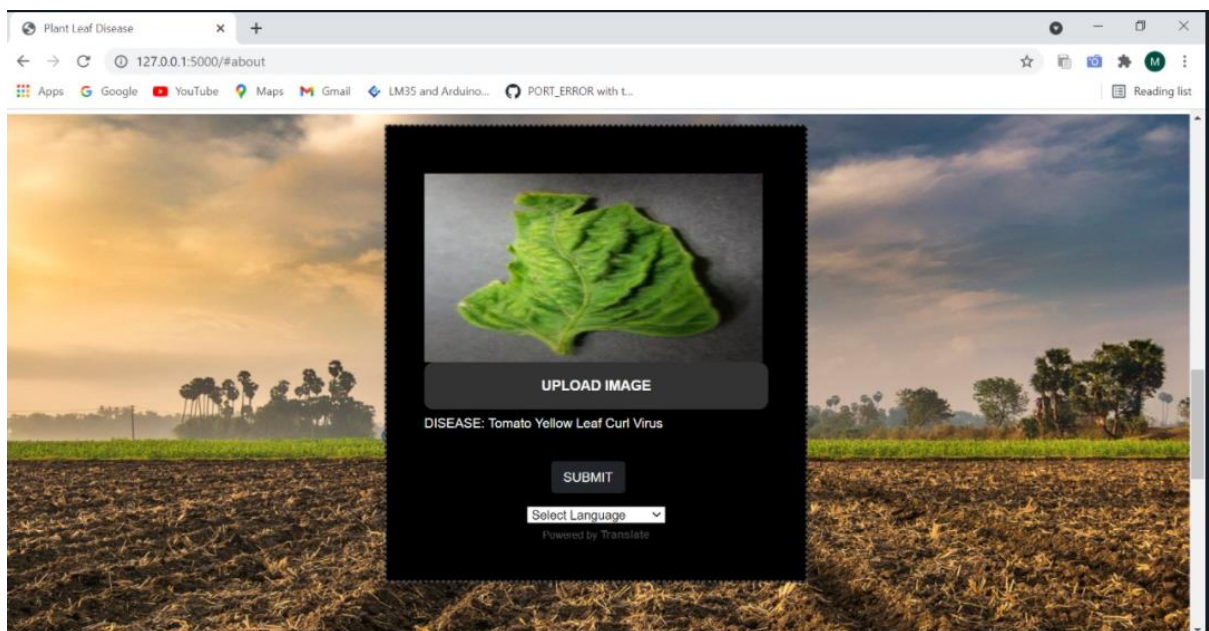 Plant Leaf Disease
127.0.0.1:5000/#about
M
Apps Google YouTube Maps Gmail LM35 and Arduino... PORT_ERROR with t... Reading list
UPLOAD IMAGE
DISEASE: Tomato Yellow Leaf Curl Virus
SUBMIT
Select Language
Powered by Translate